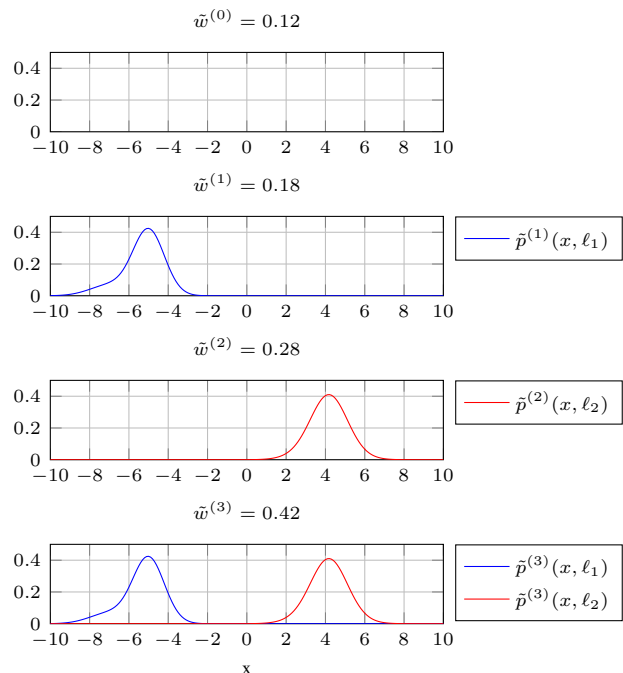 w̃⁽⁰⁾ = 0.12
0.4
0.2
0
−10 −8 −6 −4 −2 0 2 4 6 8 10
w̃⁽¹⁾ = 0.18
0.4
0.2
0
−10 −8 −6 −4 −2 0 2 4 6 8 10
p̃⁽¹⁾(x, ℓ₁)
w̃⁽²⁾ = 0.28
0.4
0.2
0
−10 −8 −6 −4 −2 0 2 4 6 8 10
p̃⁽²⁾(x, ℓ₂)
w̃⁽³⁾ = 0.42
0.4
0.2
0
−10 −8 −6 −4 −2 0 2 4 6 8 10
x
p̃⁽³⁾(x, ℓ₁)
p̃⁽³⁾(x, ℓ₂)